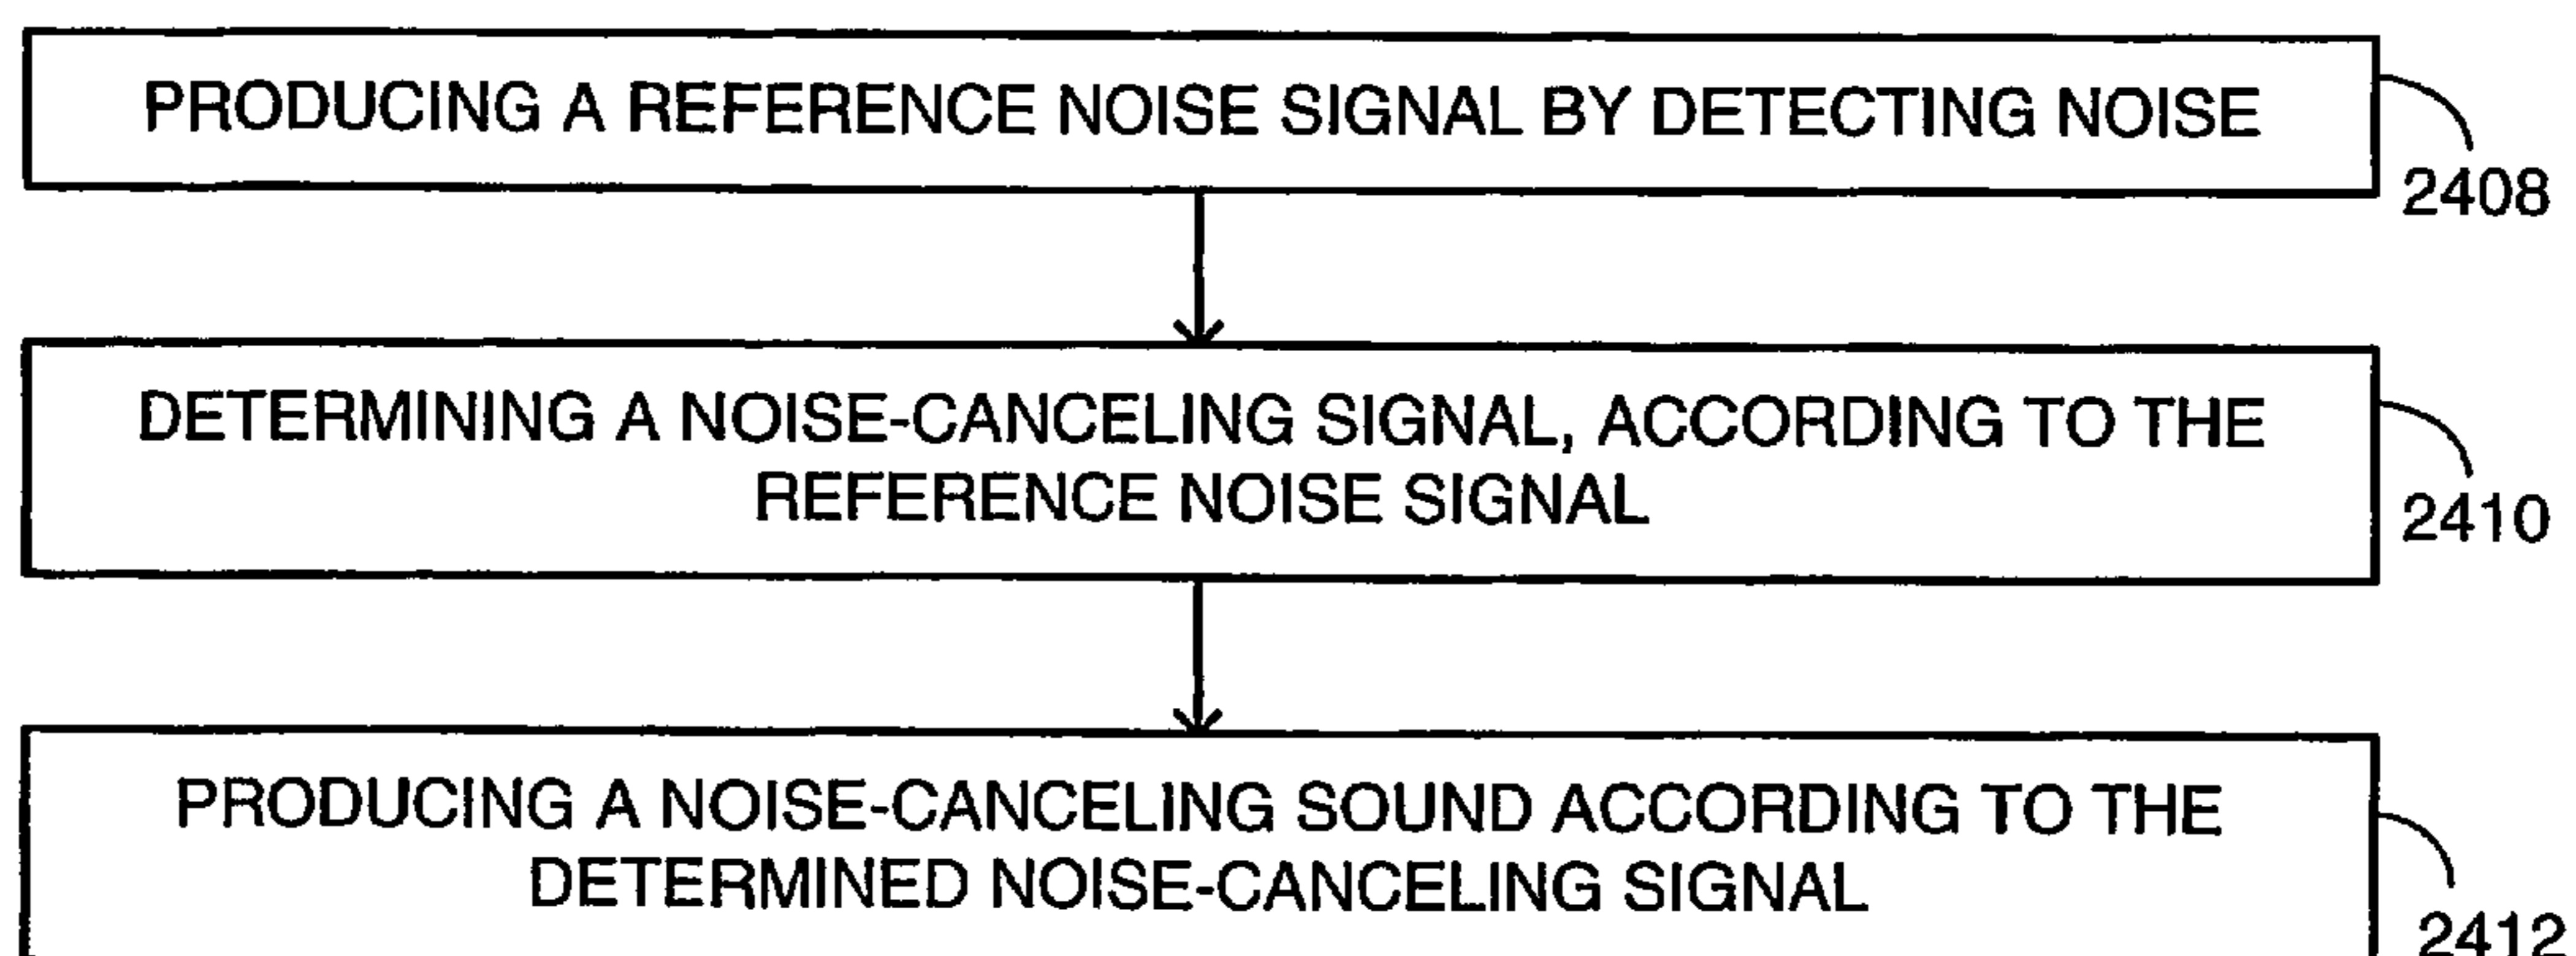 PRODUCING A REFERENCE NOISE SIGNAL BY DETECTING NOISE
2408
DETERMINING A NOISE-CANCELING SIGNAL, ACCORDING TO THE
REFERENCE NOISE SIGNAL
2410
PRODUCING A NOISE-CANCELING SOUND ACCORDING TO THE
DETERMINED NOISE-CANCELING SIGNAL
2412